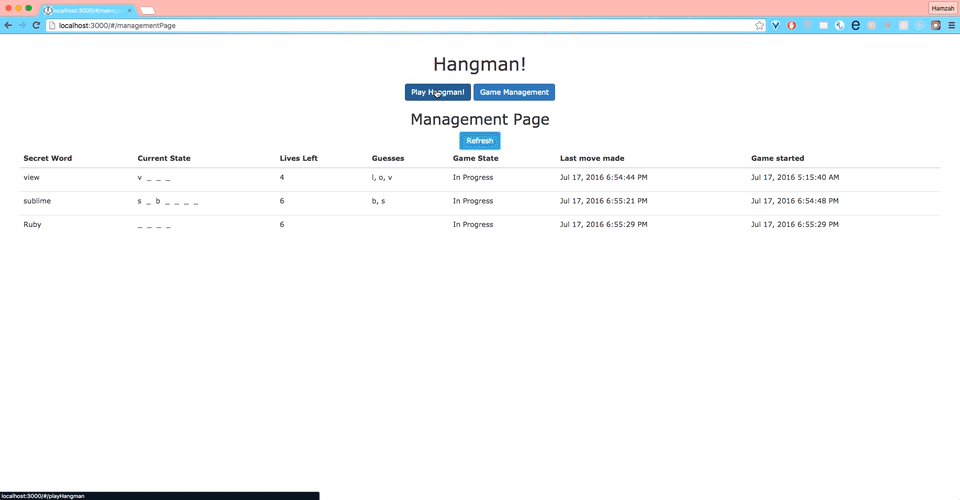 Hamzah
localhost:3000/#/managementPage
Hangman!
Play Hangman! Game Management
Management Page
Refresh
Secret Word Current State Lives Left Guesses Game State Last move made Game started
view v _ _ _ 4 l, o, v In Progress Jul 17, 2016 6:54:44 PM Jul 17, 2016 5:15:40 AM
sublime s _ b _ _ _ _ 6 b, s In Progress Jul 17, 2016 6:55:21 PM Jul 17, 2016 6:54:48 PM
Ruby _ _ _ _ 6 In Progress Jul 17, 2016 6:55:29 PM Jul 17, 2016 6:55:29 PM
localhost:3000/#/playHangman